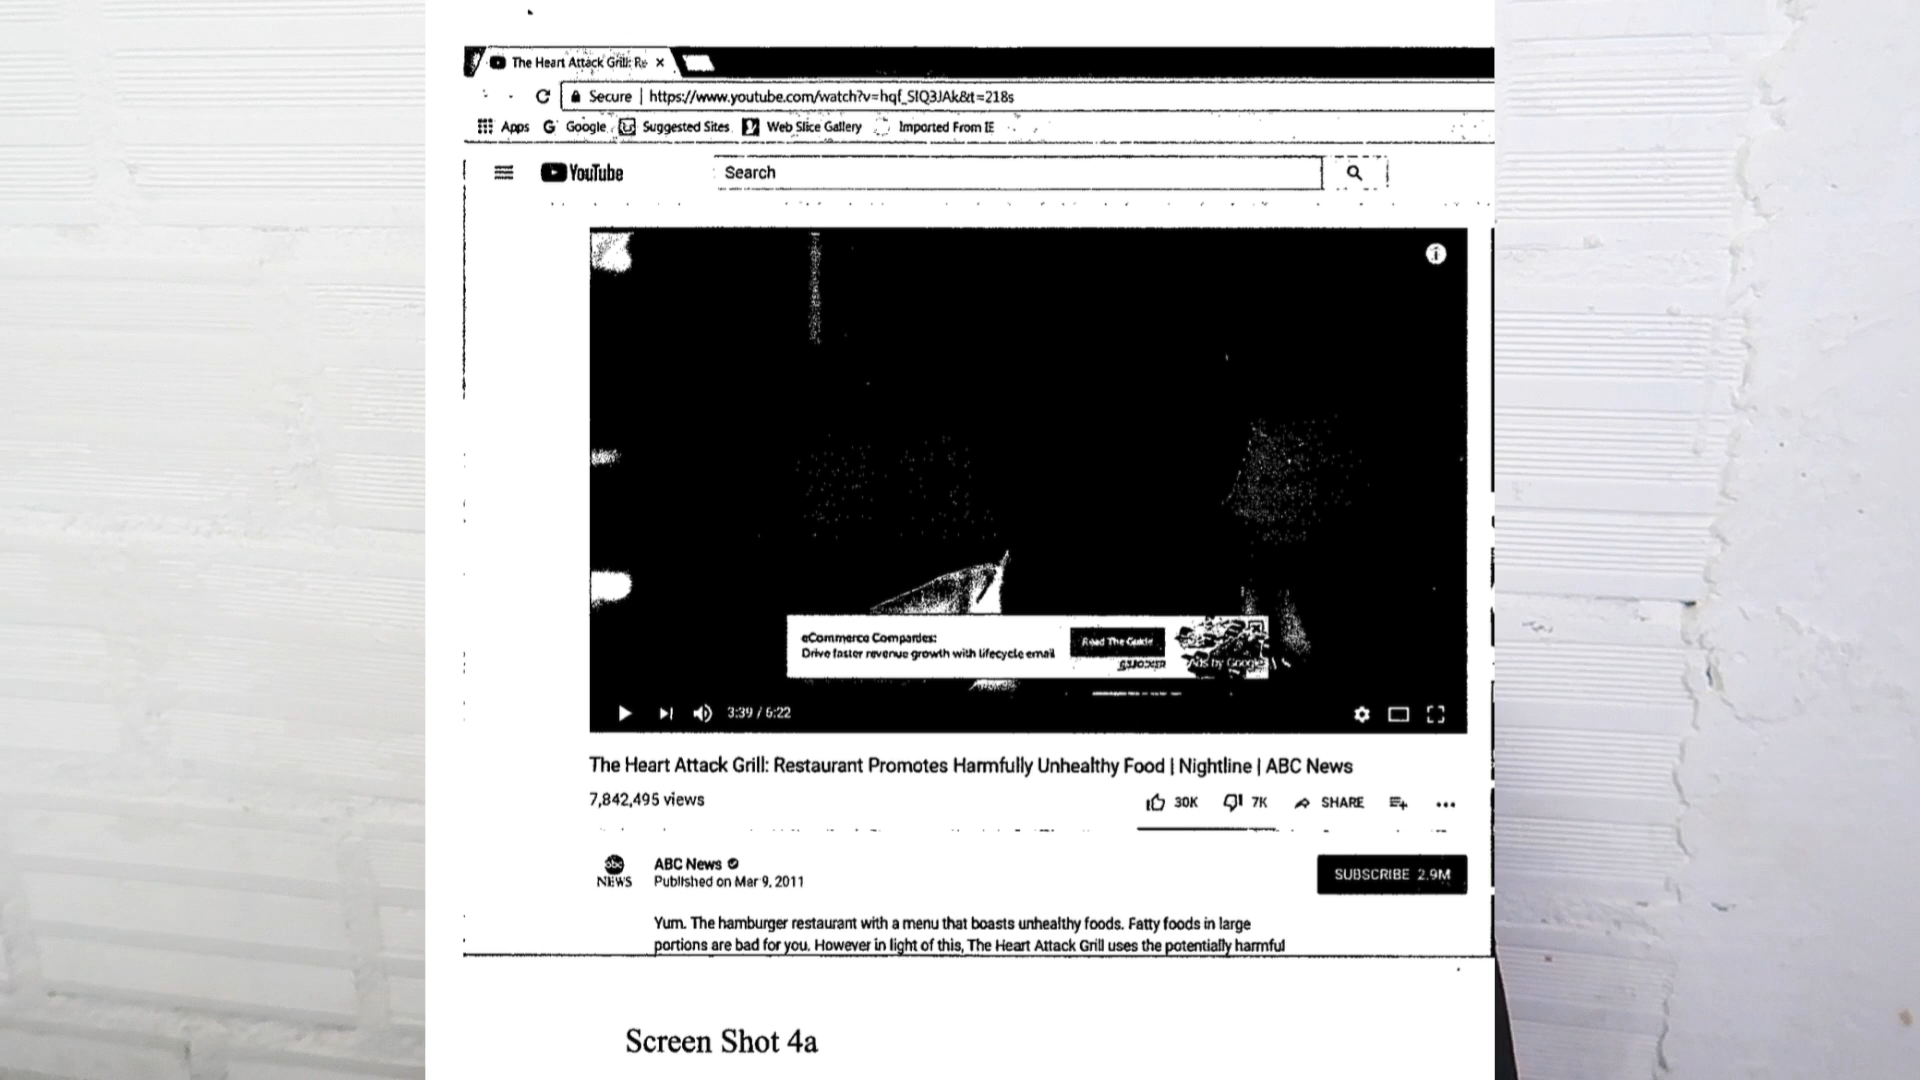 The Heart Attack Grill: Re ×
Secure | https://www.youtube.com/watch?v=hqf_SIQ3JAk&t=218s
Apps G Google Suggested Sites Web Slice Gallery Imported From IE
YouTube Search
eCommerce Companies:
Drive faster revenue growth with lifecycle email
Read The Guide
Ads by Google
3:39 / 6:22
The Heart Attack Grill: Restaurant Promotes Harmfully Unhealthy Food | Nightline | ABC News
7,842,495 views
30K 7K SHARE
abc NEWS
ABC News
Published on Mar 9, 2011
SUBSCRIBE 2.9M
Yum. The hamburger restaurant with a menu that boasts unhealthy foods. Fatty foods in large
portions are bad for you. However in light of this, The Heart Attack Grill uses the potentially harmful
Screen Shot 4a